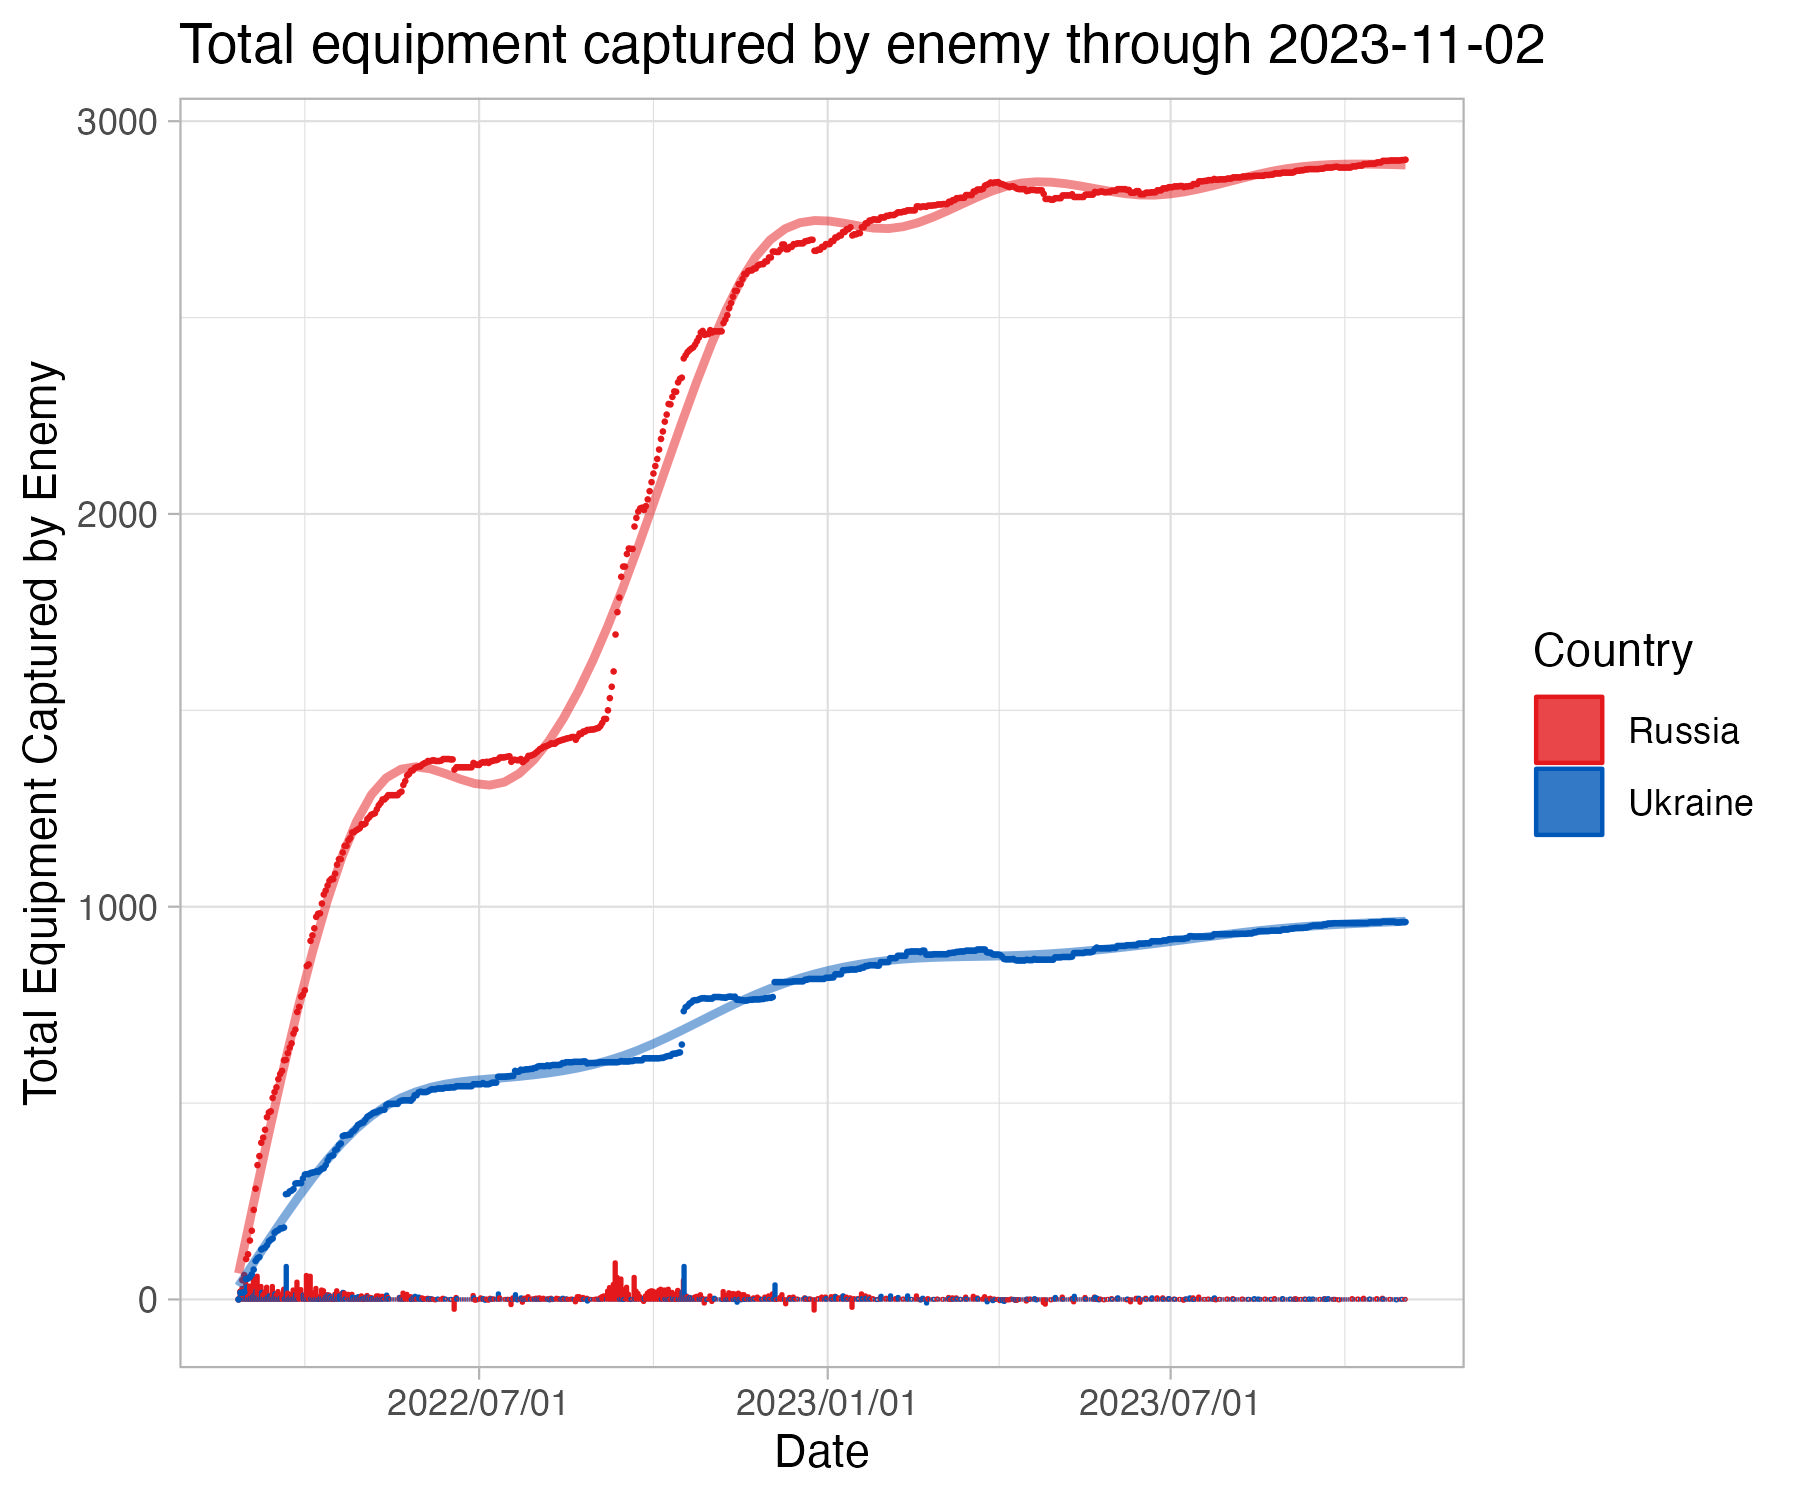 Total equipment captured by enemy through 2023-11-02
Total Equipment Captured by Enemy
3000
2000
1000
0
2022/07/01
2023/01/01
2023/07/01
Date
Country
Russia
Ukraine